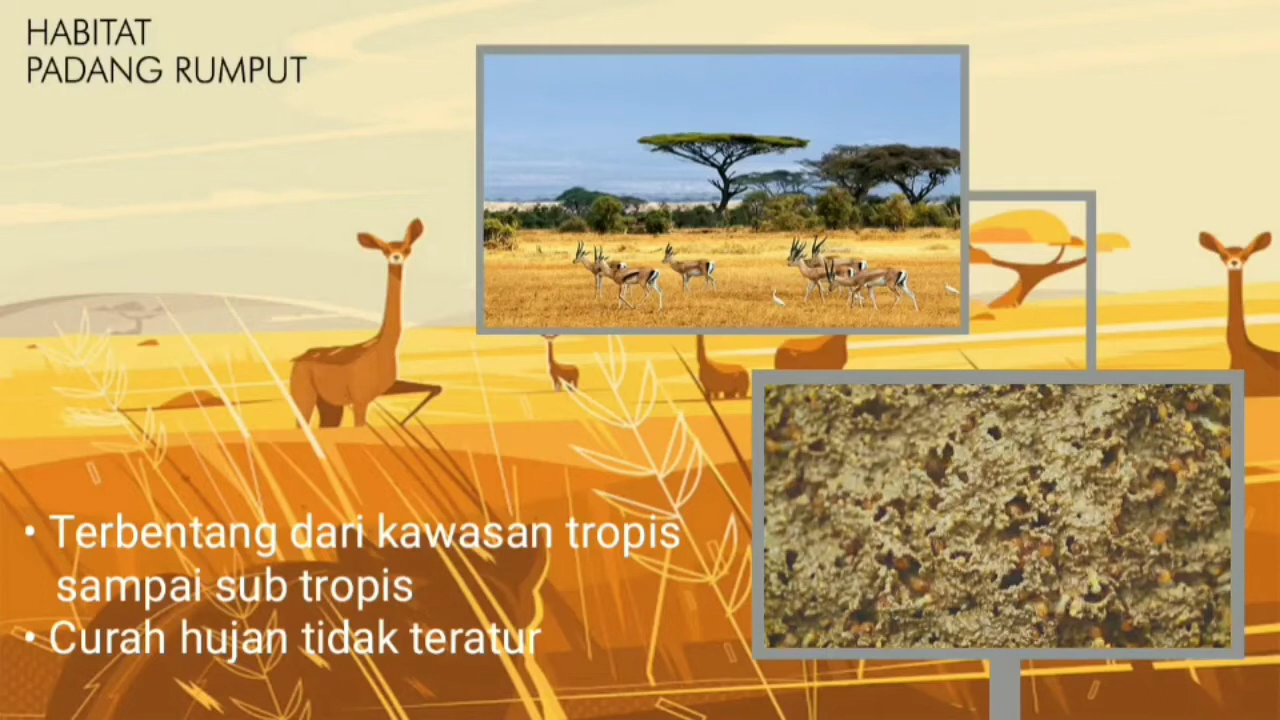 HABITAT
PADANG RUMPUT
• Terbentang dari kawasan tropis
sampai sub tropis
• Curah hujan tidak teratur